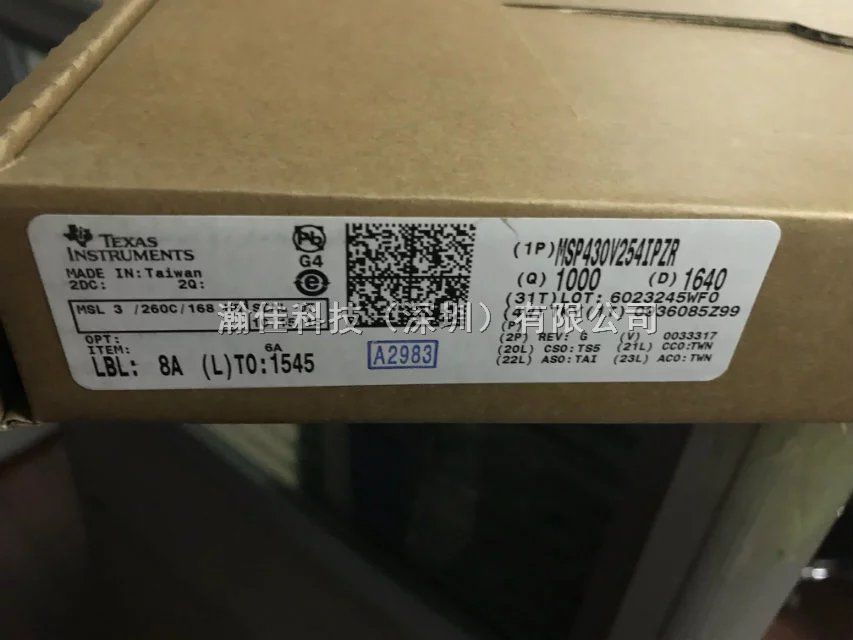 TEXAS
INSTRUMENTS
MADE IN:Taiwan
2DC: 2Q:
MSL 3 /260C/168
OPT:
ITEM:
6A
LBL: 8A (L)TO:1545
Pb
G4
e
A2983
(1P) MSP430V254IPZR
(Q) 1000 (D) 1640
(31T)LOT: 6023245WFO
(P)
(2P) REV: G (V) 0033317
(20L) CSO:TS5 (21L) CCO:TWN
(22L) ASO:TAI (23L) ACO:TWN
瀚佳科技（深圳）有限公司